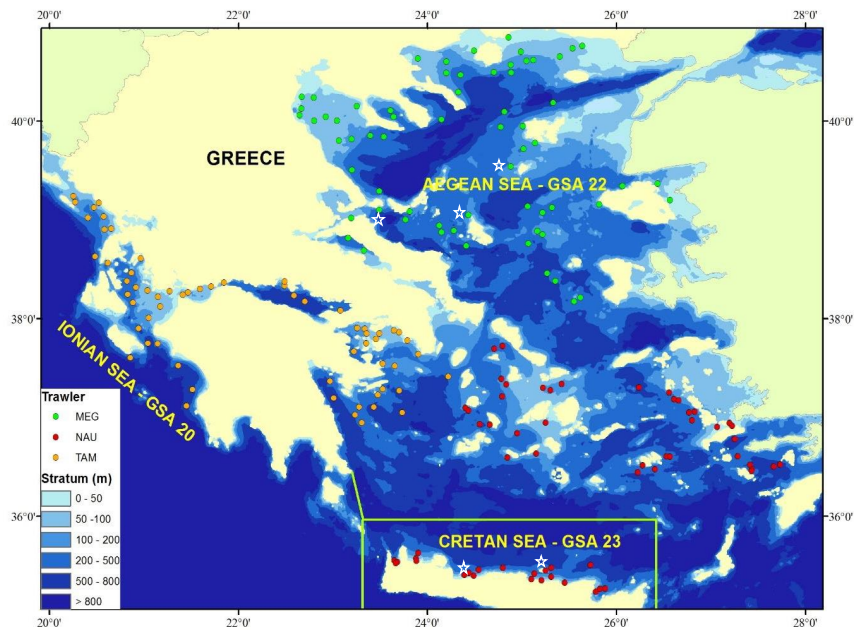 20°0' 22°0' 24°0' 26°0' 28°0'
40°0' 40°0'
GREECE
AEGEAN SEA - GSA 22
38°0' 38°0'
IONIAN SEA - GSA 20
Trawler
MEG
NAU
TAM
Stratum (m)
0 - 50
50 -100
100 - 200
200 - 500
500 - 800
> 800
36°0' 36°0'
CRETAN SEA - GSA 23
20°0' 22°0' 24°0' 26°0' 28°0'